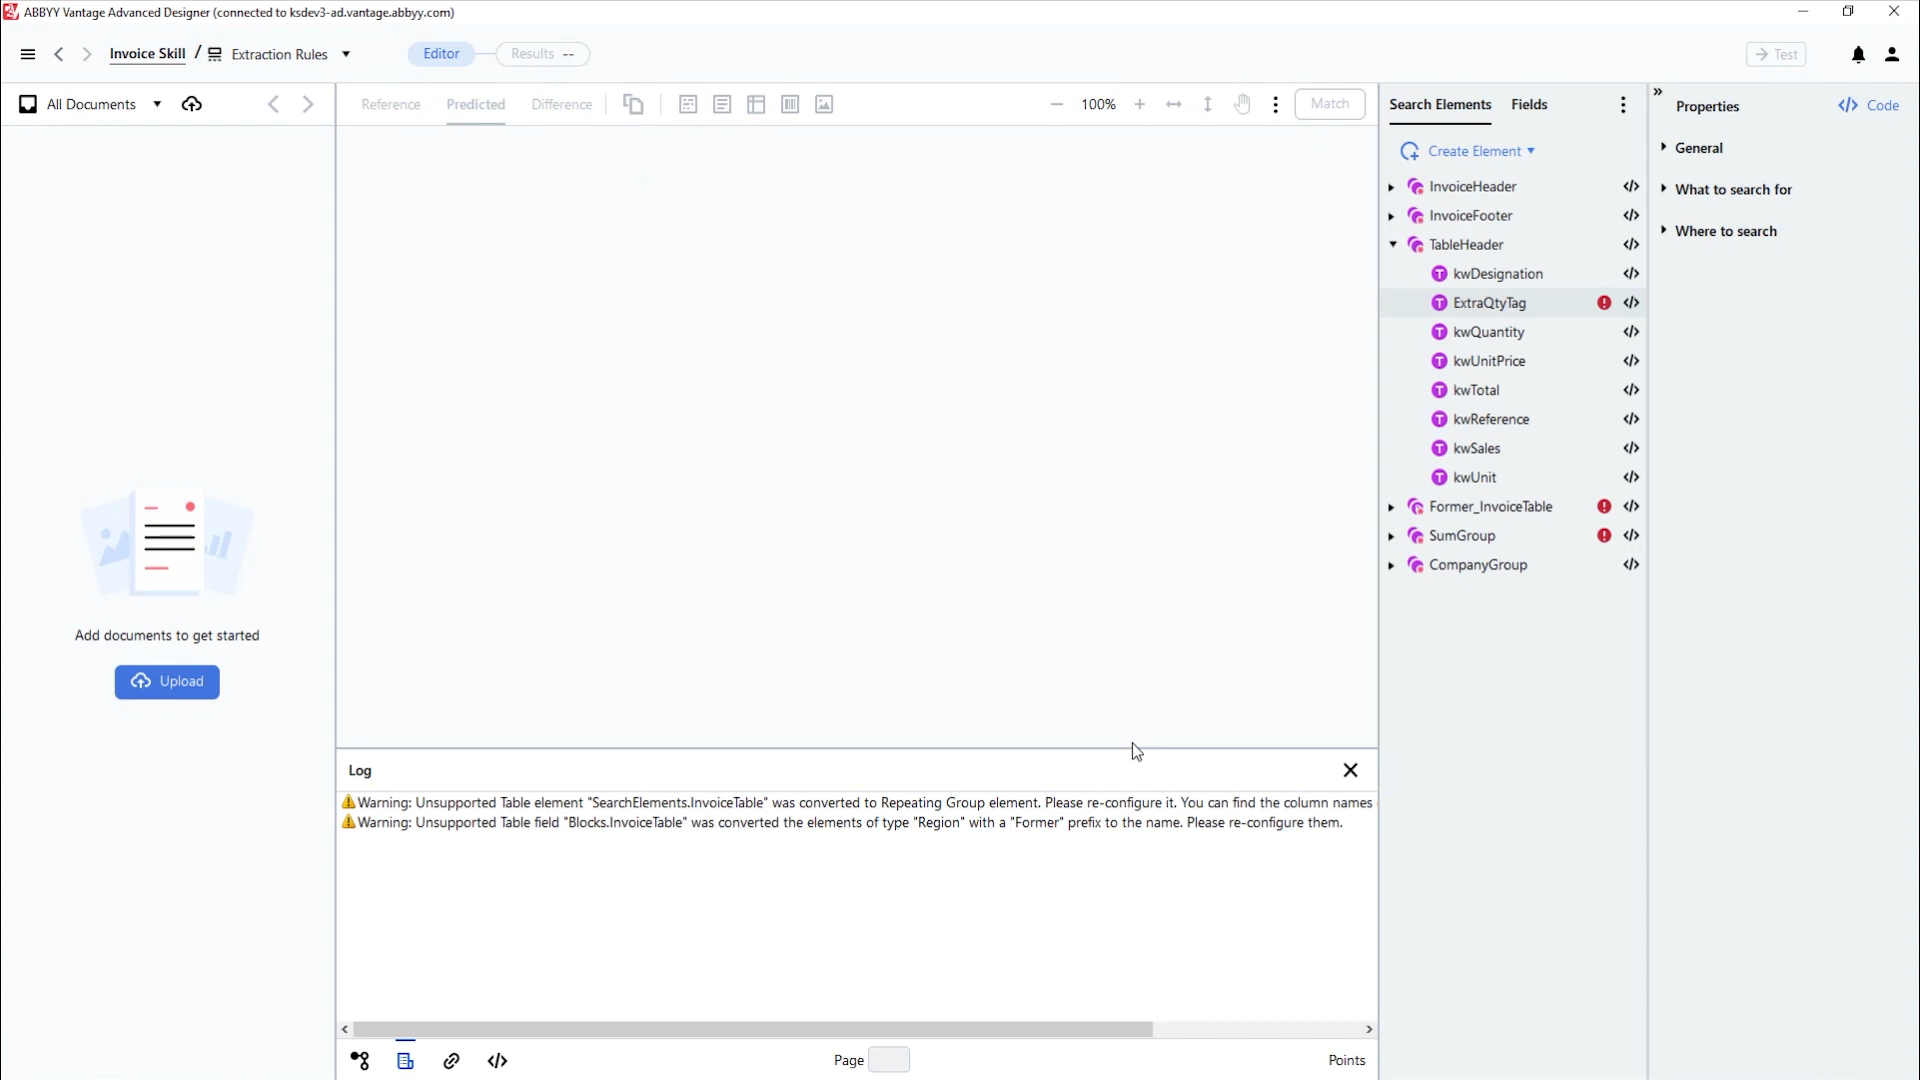 ABBYY Vantage Advanced Designer (connected to ksdev3-ad.vantage.abbyy.com)
Invoice Skill / Extraction Rules
Editor
Results --
Test
All Documents
Reference
Predicted
Difference
100%
Match
Search Elements
Fields
Properties
</> Code
Create Element
General
What to search for
Where to search
InvoiceHeader </>
InvoiceFooter </>
TableHeader </>
T kwDesignation </>
T ExtraQtyTag ! </>
T kwQuantity </>
T kwUnitPrice </>
T kwTotal </>
T kwReference </>
T kwSales </>
T kwUnit </>
Former_InvoiceTable ! </>
SumGroup ! </>
CompanyGroup </>
Add documents to get started
Upload
Log
Warning: Unsupported Table element "SearchElements.InvoiceTable" was converted to Repeating Group element. Please re-configure it. You can find the column names
Warning: Unsupported Table field "Blocks.InvoiceTable" was converted the elements of type "Region" with a "Former" prefix to the name. Please re-configure them.
</>
Page
Points